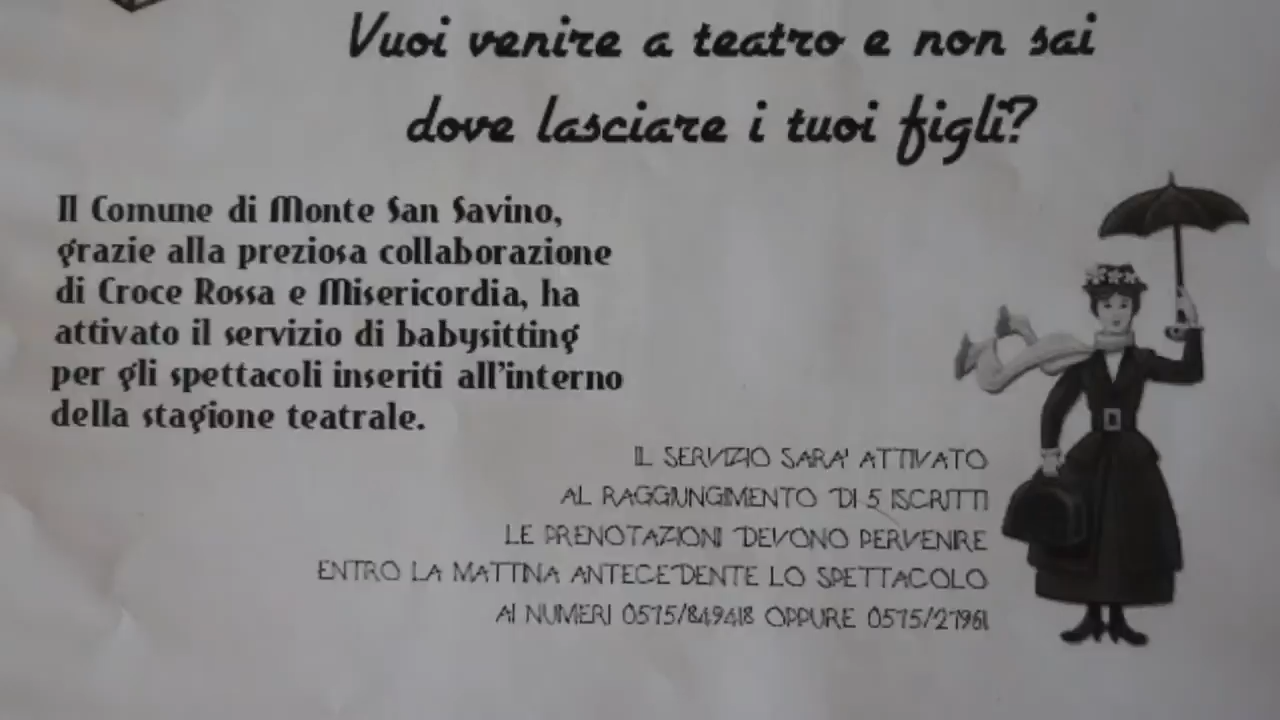 Vuoi venire a teatro e non sai
dove lasciare i tuoi figli?
Il Comune di Monte San Savino,
grazie alla preziosa collaborazione
di Croce Rossa e Misericordia, ha
attivato il servizio di babysitting
per gli spettacoli inseriti all'interno
della stagione teatrale.
IL SERVIZIO SARA' ATTIVATO
AL RAGGIUNGIMENTO DI 5 ISCRITTI
LE PRENOTAZIONI DEVONO PERVENIRE
ENTRO LA MATTINA ANTECEDENTE LO SPETTACOLO
AI NUMERI 0575/849418 OPPURE 0575/21961